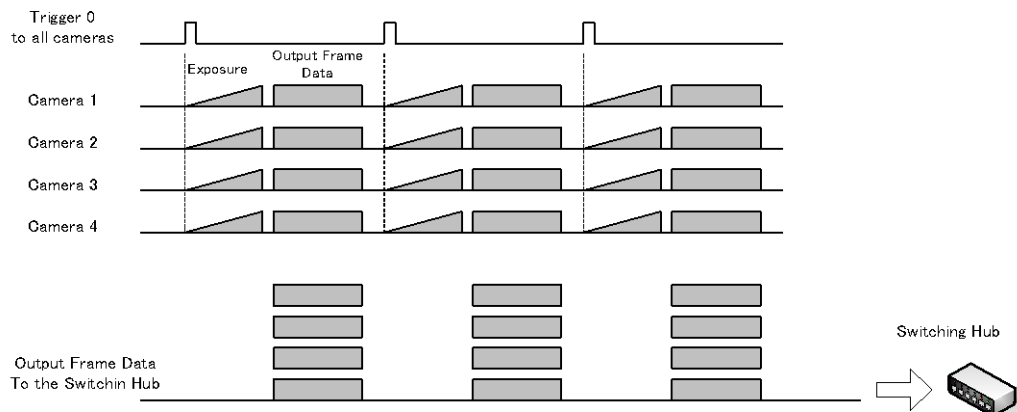 Trigger 0
to all cameras
Exposure
Output Frame
Data
Camera 1
Camera 2
Camera 3
Camera 4
Switching Hub
Output Frame Data
To the Switchin Hub